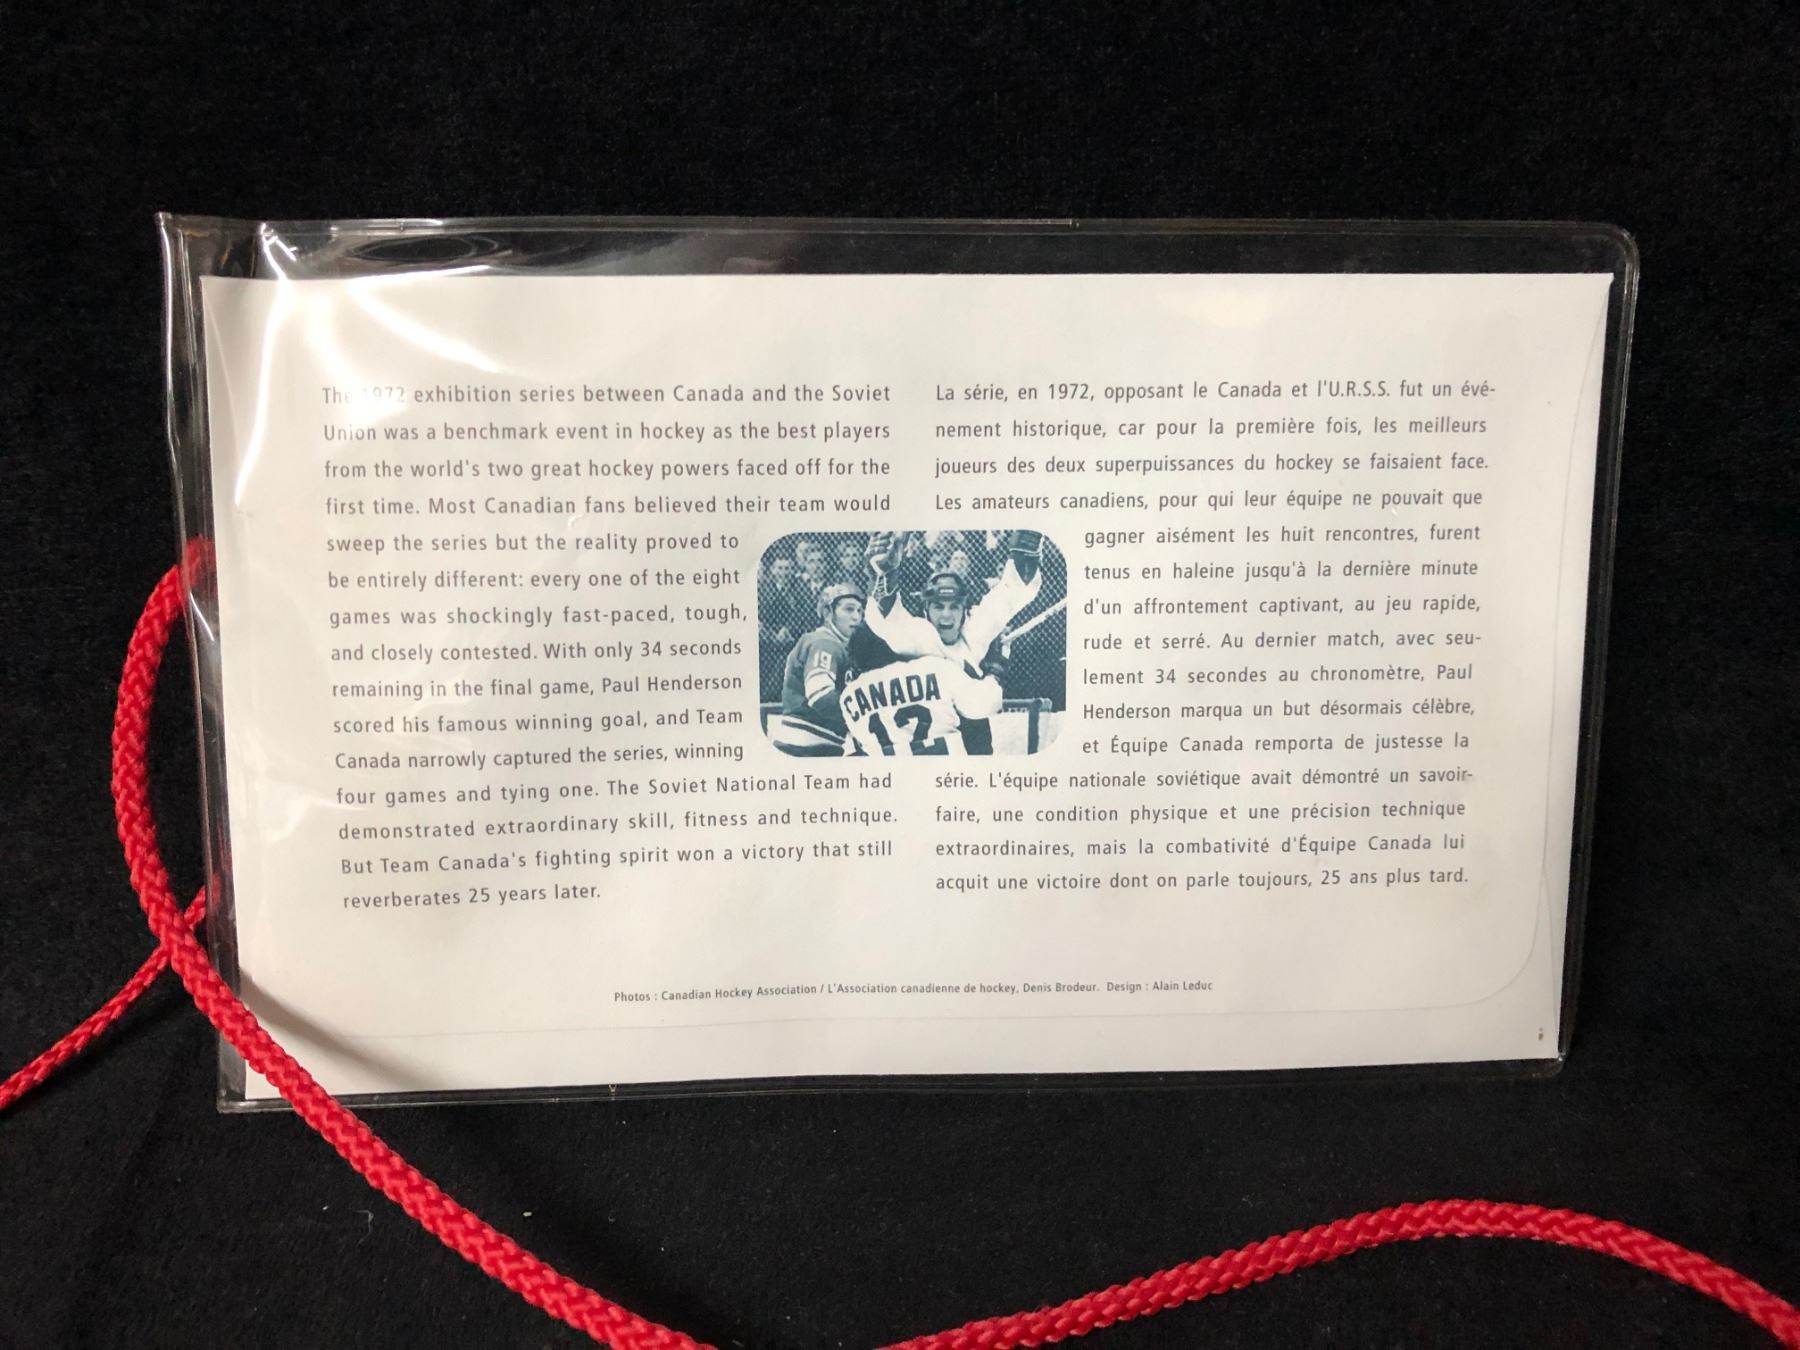 The 1972 exhibition series between Canada and the Soviet
Union was a benchmark event in hockey as the best players
from the world's two great hockey powers faced off for the
first time. Most Canadian fans believed their team would
sweep the series but the reality proved to
be entirely different: every one of the eight
games was shockingly fast-paced, tough,
and closely contested. With only 34 seconds
remaining in the final game, Paul Henderson
scored his famous winning goal, and Team
Canada narrowly captured the series, winning
four games and tying one. The Soviet National Team had
demonstrated extraordinary skill, fitness and technique.
But Team Canada's fighting spirit won a victory that still
reverberates 25 years later.
La série, en 1972, opposant le Canada et l'U.R.S.S. fut un évé-
nement historique, car pour la première fois, les meilleurs
joueurs des deux superpuissances du hockey se faisaient face.
Les amateurs canadiens, pour qui leur équipe ne pouvait que
gagner aisément les huit rencontres, furent
tenus en haleine jusqu'à la dernière minute
d'un affrontement captivant, au jeu rapide,
rude et serré. Au dernier match, avec seu-
lement 34 secondes au chronomètre, Paul
Henderson marqua un but désormais célèbre,
et Équipe Canada remporta de justesse la
série. L'équipe nationale soviétique avait démontré un savoir-
faire, une condition physique et une précision technique
extraordinaires, mais la combativité d'Équipe Canada lui
acquit une victoire dont on parle toujours, 25 ans plus tard.
19
CANADA
12
Photos : Canadian Hockey Association / L'Association canadienne de hockey, Denis Brodeur. Design : Alain Leduc